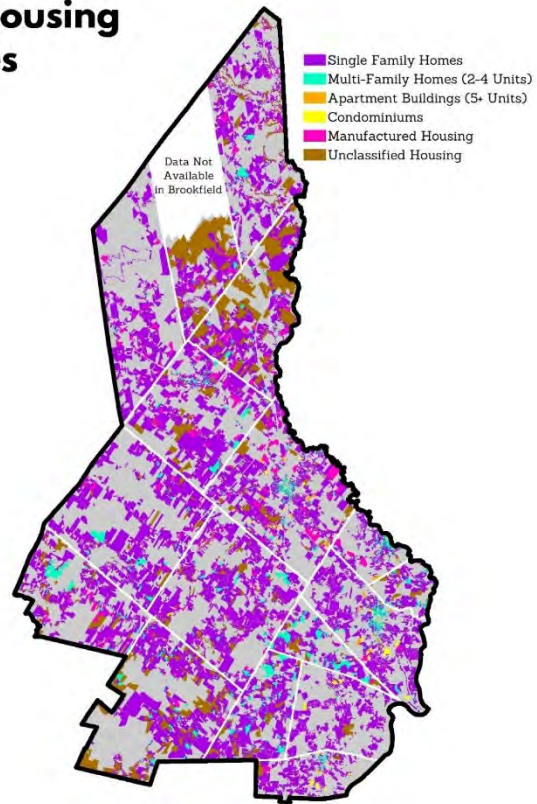 ousing
s
Single Family Homes
Multi-Family Homes (2-4 Units)
Apartment Buildings (5+ Units)
Condominiums
Manufactured Housing
Unclassified Housing
Data Not
Available
in Brookfield